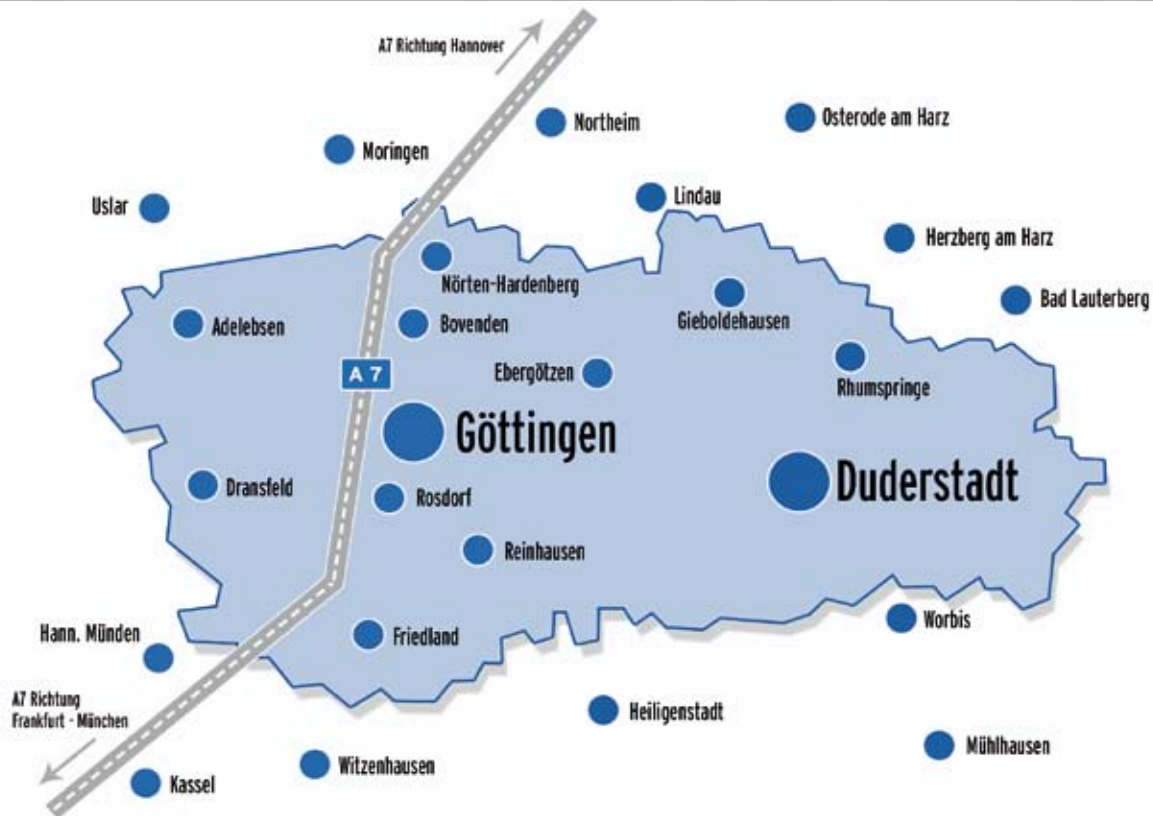 A7 Richtung Hannover
Northeim
Osterode am Harz
Moringen
Uslar
Lindau
Herzberg am Harz
Nörten-Hardenberg
Bad Lauterberg
Adelebsen
Bovenden
Gieboldehausen
A 7
Ebergötzen
Rhumspringe
Göttingen
Duderstadt
Dransfeld
Rosdorf
Reinhausen
Hann. Münden
Friedland
Worbis
A7 Richtung
Frankfurt - München
Heiligenstadt
Mühlhausen
Witzenhausen
Kassel